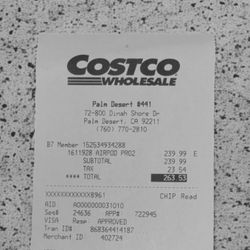 COSTCO
WHOLESALE
Palm Desert #441
72-800 Dinah Shore Dr
Palm Desert, CA 92211
(760) 770-2810
B7 Member 152534934288
1611928 AIRPOD PRO2 239.99 E
SUBTOTAL 239.99
TAX 23.54
**** TOTAL 263.53
XXXXXXXXXXXX8961 CHIP Read
AID A0000000031010
Seq# 24636 APP# 722945
VISA Resp: APPROVED
Tran ID#: 868364414187
Merchant ID 402724